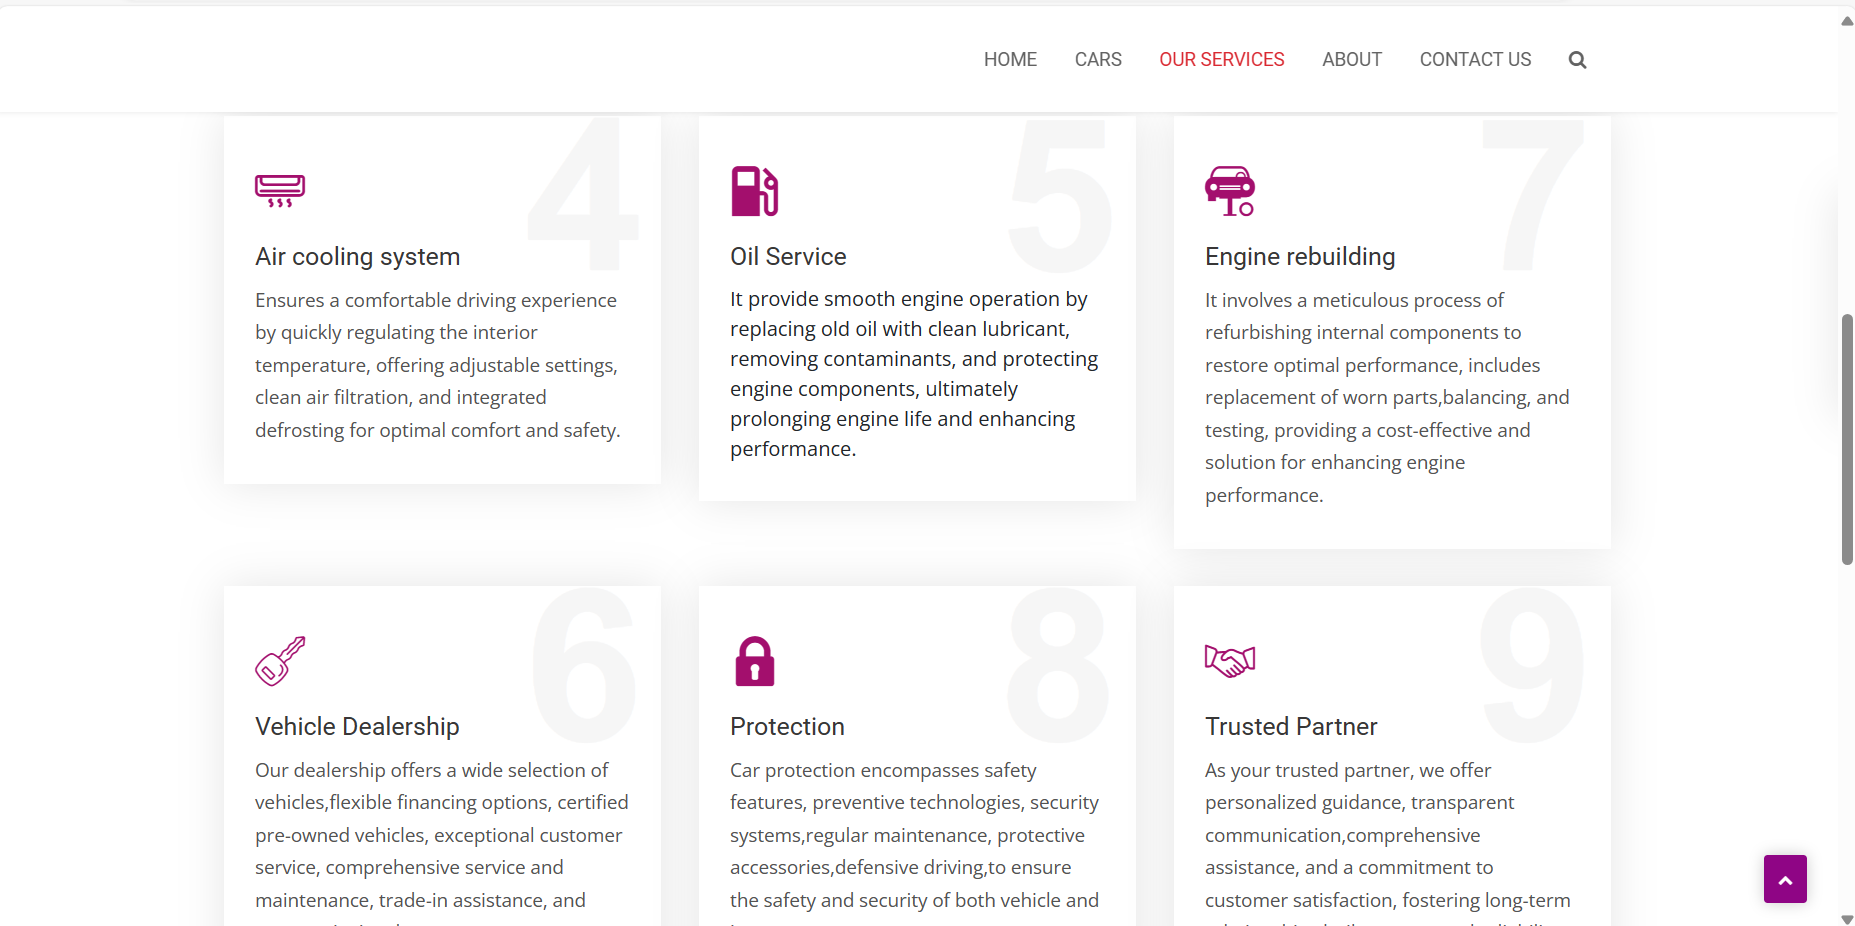 HOME CARS OUR SERVICES ABOUT CONTACT US
4
Air cooling system
Ensures a comfortable driving experience
by quickly regulating the interior
temperature, offering adjustable settings,
clean air filtration, and integrated
defrosting for optimal comfort and safety.
5
Oil Service
It provide smooth engine operation by
replacing old oil with clean lubricant,
removing contaminants, and protecting
engine components, ultimately
prolonging engine life and enhancing
performance.
7
Engine rebuilding
It involves a meticulous process of
refurbishing internal components to
restore optimal performance, includes
replacement of worn parts,balancing, and
testing, providing a cost-effective and
solution for enhancing engine
performance.
6
Vehicle Dealership
Our dealership offers a wide selection of
vehicles,flexible financing options, certified
pre-owned vehicles, exceptional customer
service, comprehensive service and
maintenance, trade-in assistance, and
8
Protection
Car protection encompasses safety
features, preventive technologies, security
systems,regular maintenance, protective
accessories,defensive driving,to ensure
the safety and security of both vehicle and
9
Trusted Partner
As your trusted partner, we offer
personalized guidance, transparent
communication,comprehensive
assistance, and a commitment to
customer satisfaction, fostering long-term